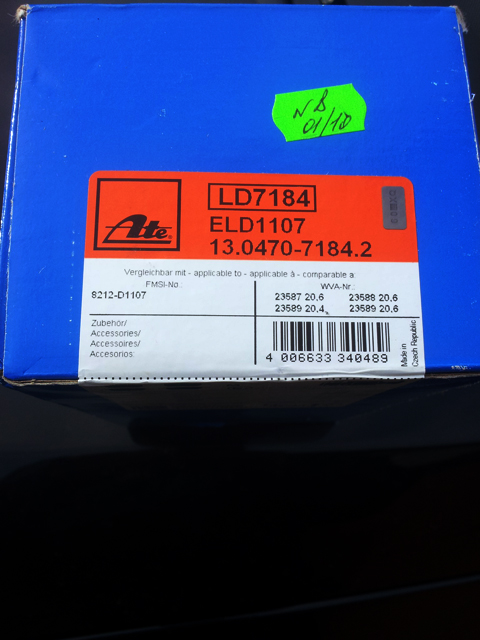 NB
01/10
Ate
LD7184
ELD1107
13.0470-7184.2
Vergleichbar mit - applicable to - applicable à - comparable a:
FMSI-No.:
WVA-Nr.:
8212-D1107
23587 20,6 23588 20,6
23589 20,4 23589 20,6
Zubehör/
Accessories/
Accessoires/
Accesorios:
4 006633 340489
Made in
Czech Republic